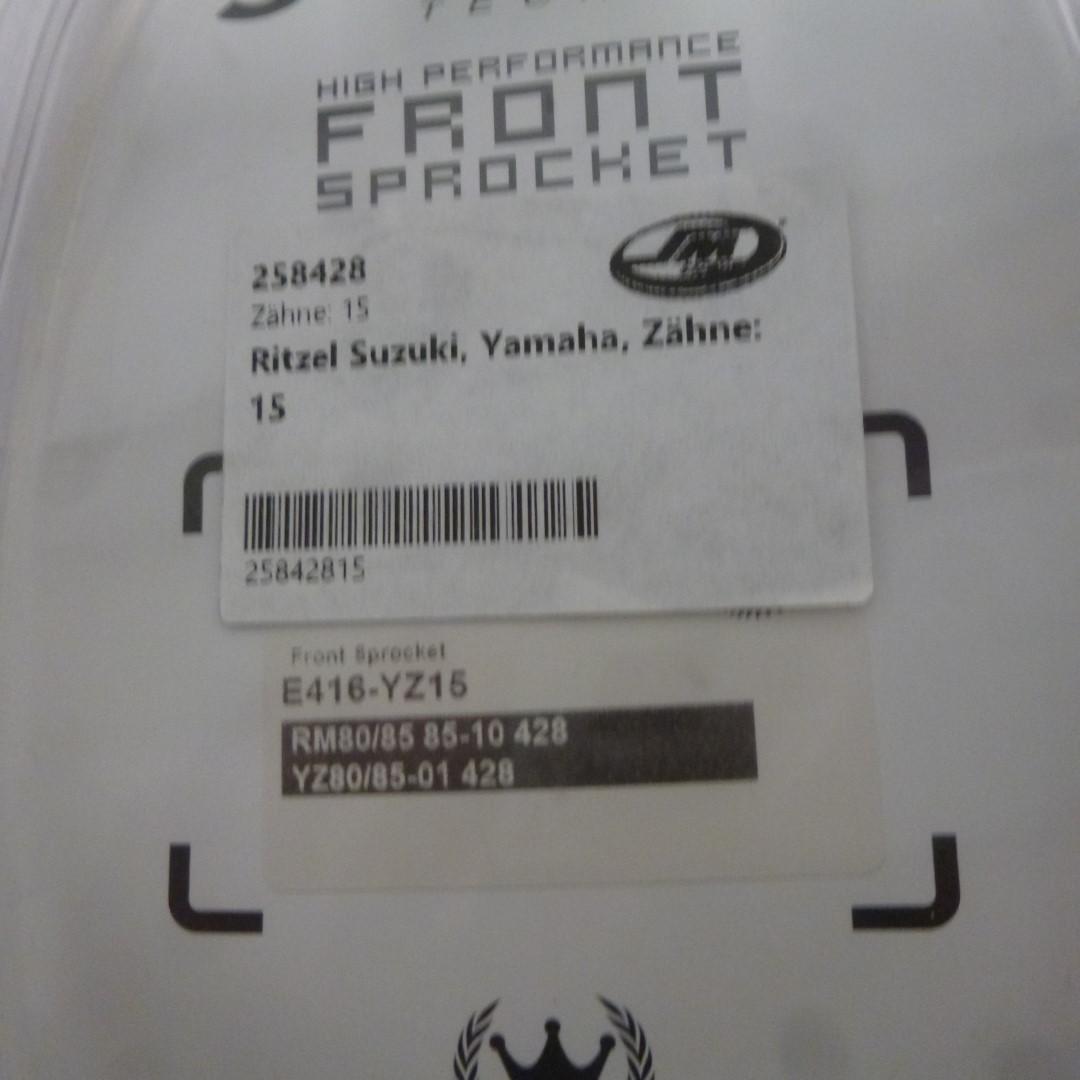 TECH
HIGH PERFORMANCE
FRONT
SPROCKET
258428
Zähne: 15
Ritzel Suzuki, Yamaha, Zähne:
15
25842815
Front Sprocket
E416-YZ15
RM80/85 85-10 428
YZ80/85-01 428